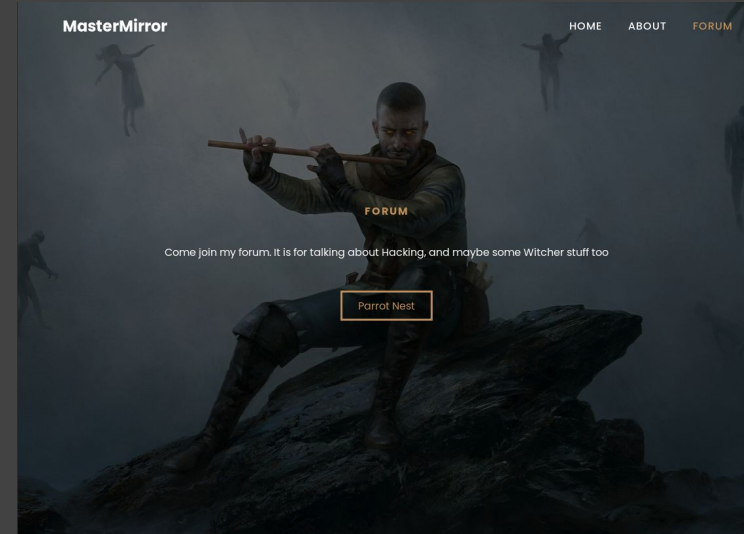 MasterMirror
HOME ABOUT FORUM
FORUM
Come join my forum. It is for talking about Hacking, and maybe some Witcher stuff too
Parrot Nest